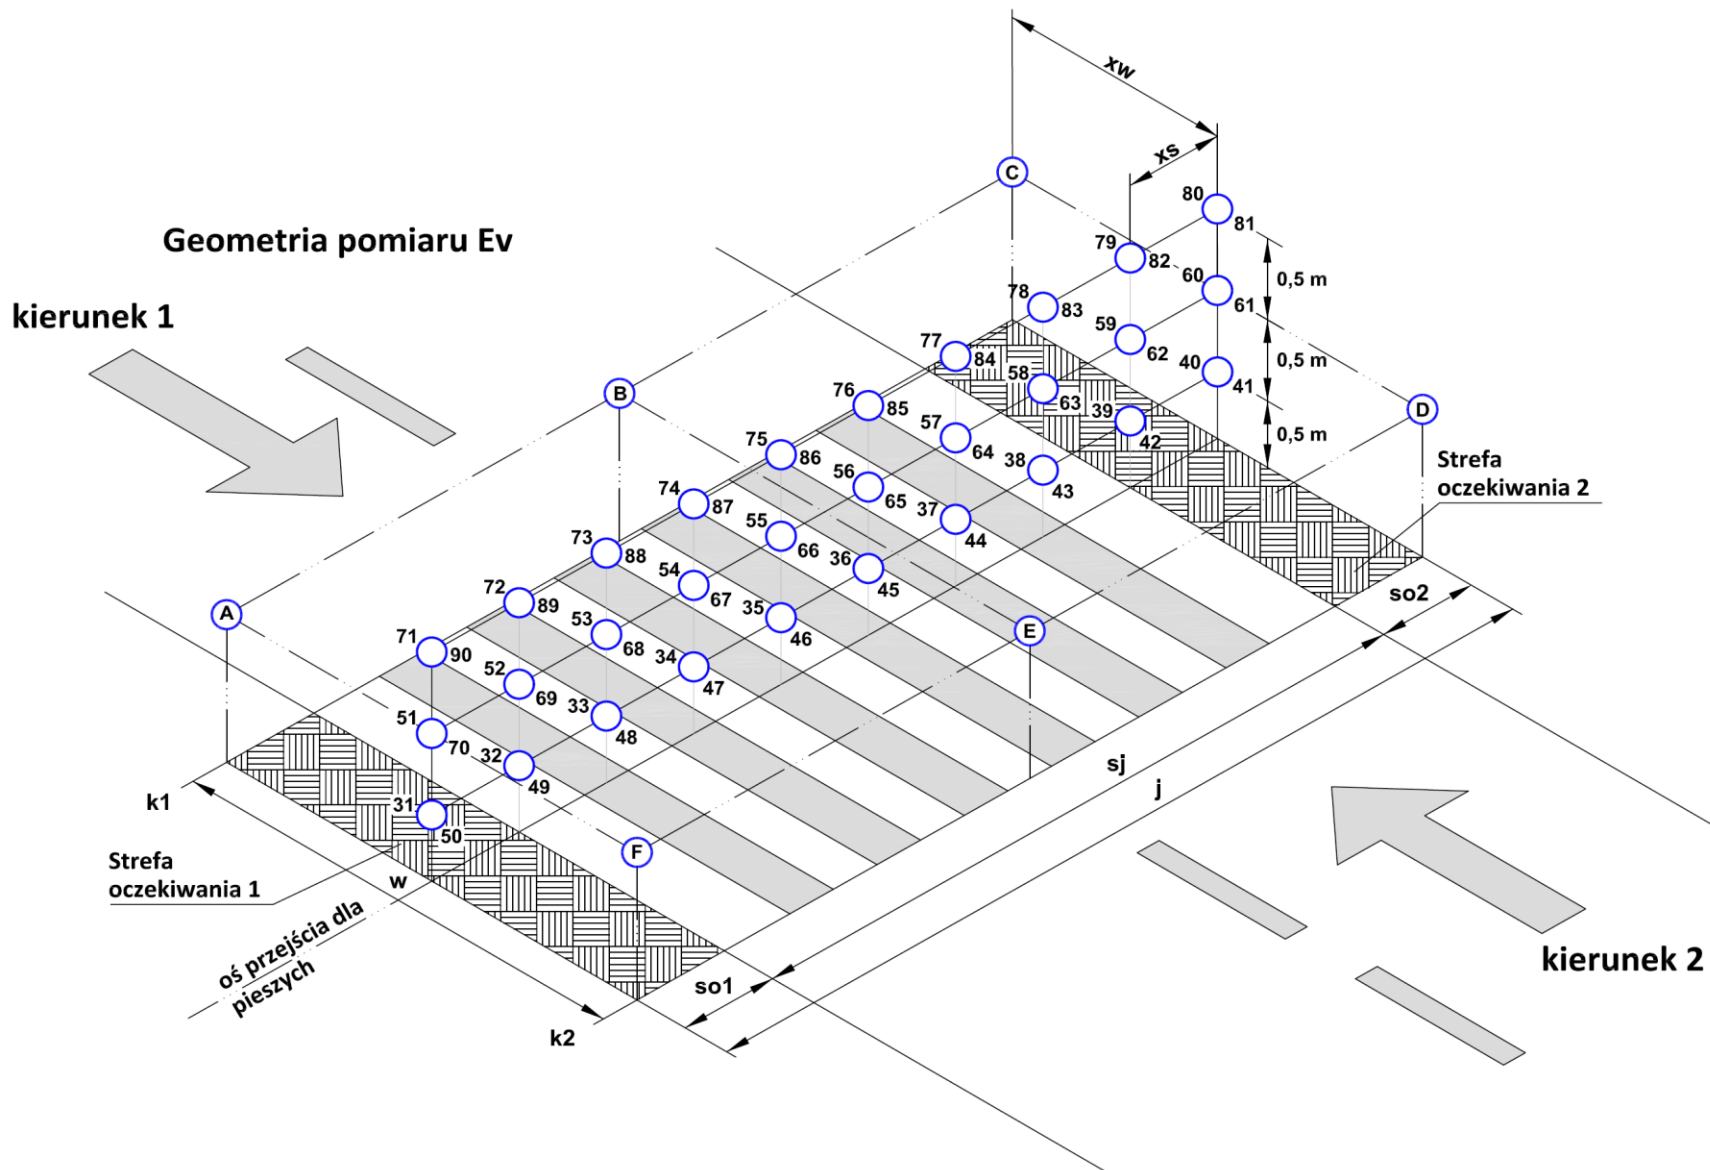 xw
xs
C
80
81
Geometria pomiaru Ev
79
82
60
61
0,5 m
kierunek 1
78
83
59
62
0,5 m
77
84
58
63
40
41
B
76
85
57
64
39
42
D
0,5 m
75
86
56
65
38
43
Strefa
oczekiwania 2
74
87
55
66
37
44
73
88
54
67
36
45
72
89
53
68
35
46
so2
A
71
90
52
69
34
47
E
51
70
33
48
sj
j
32
49
k1
31
50
F
Strefa
oczekiwania 1
w
oś przejścia dla
pieszych
so1
k2
kierunek 2